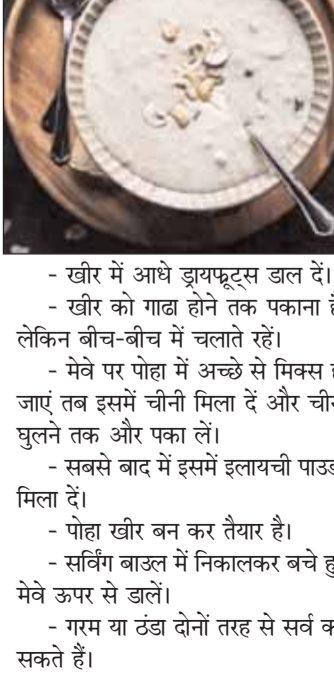 - खीर में आधे ड्रायफ्रूट्स डाल दें।
- खीर को गाढा होने तक पकाना
लेकिन बीच-बीच में चलाते रहें।
- मेवे पर पोहा में अच्छे से मिक्स
जाएं तब इसमें चीनी मिला दें और
घुलने तक और पका लें।
- सबसे बाद में इसमें इलायची
मिला दें।
- पोहा खीर बन कर तैयार है।
- सर्विंग बाउल में निकालकर बचे
मेवे ऊपर से डालें।
- गरम या ठंडा दोनों तरह से सर्व
सकते हैं।